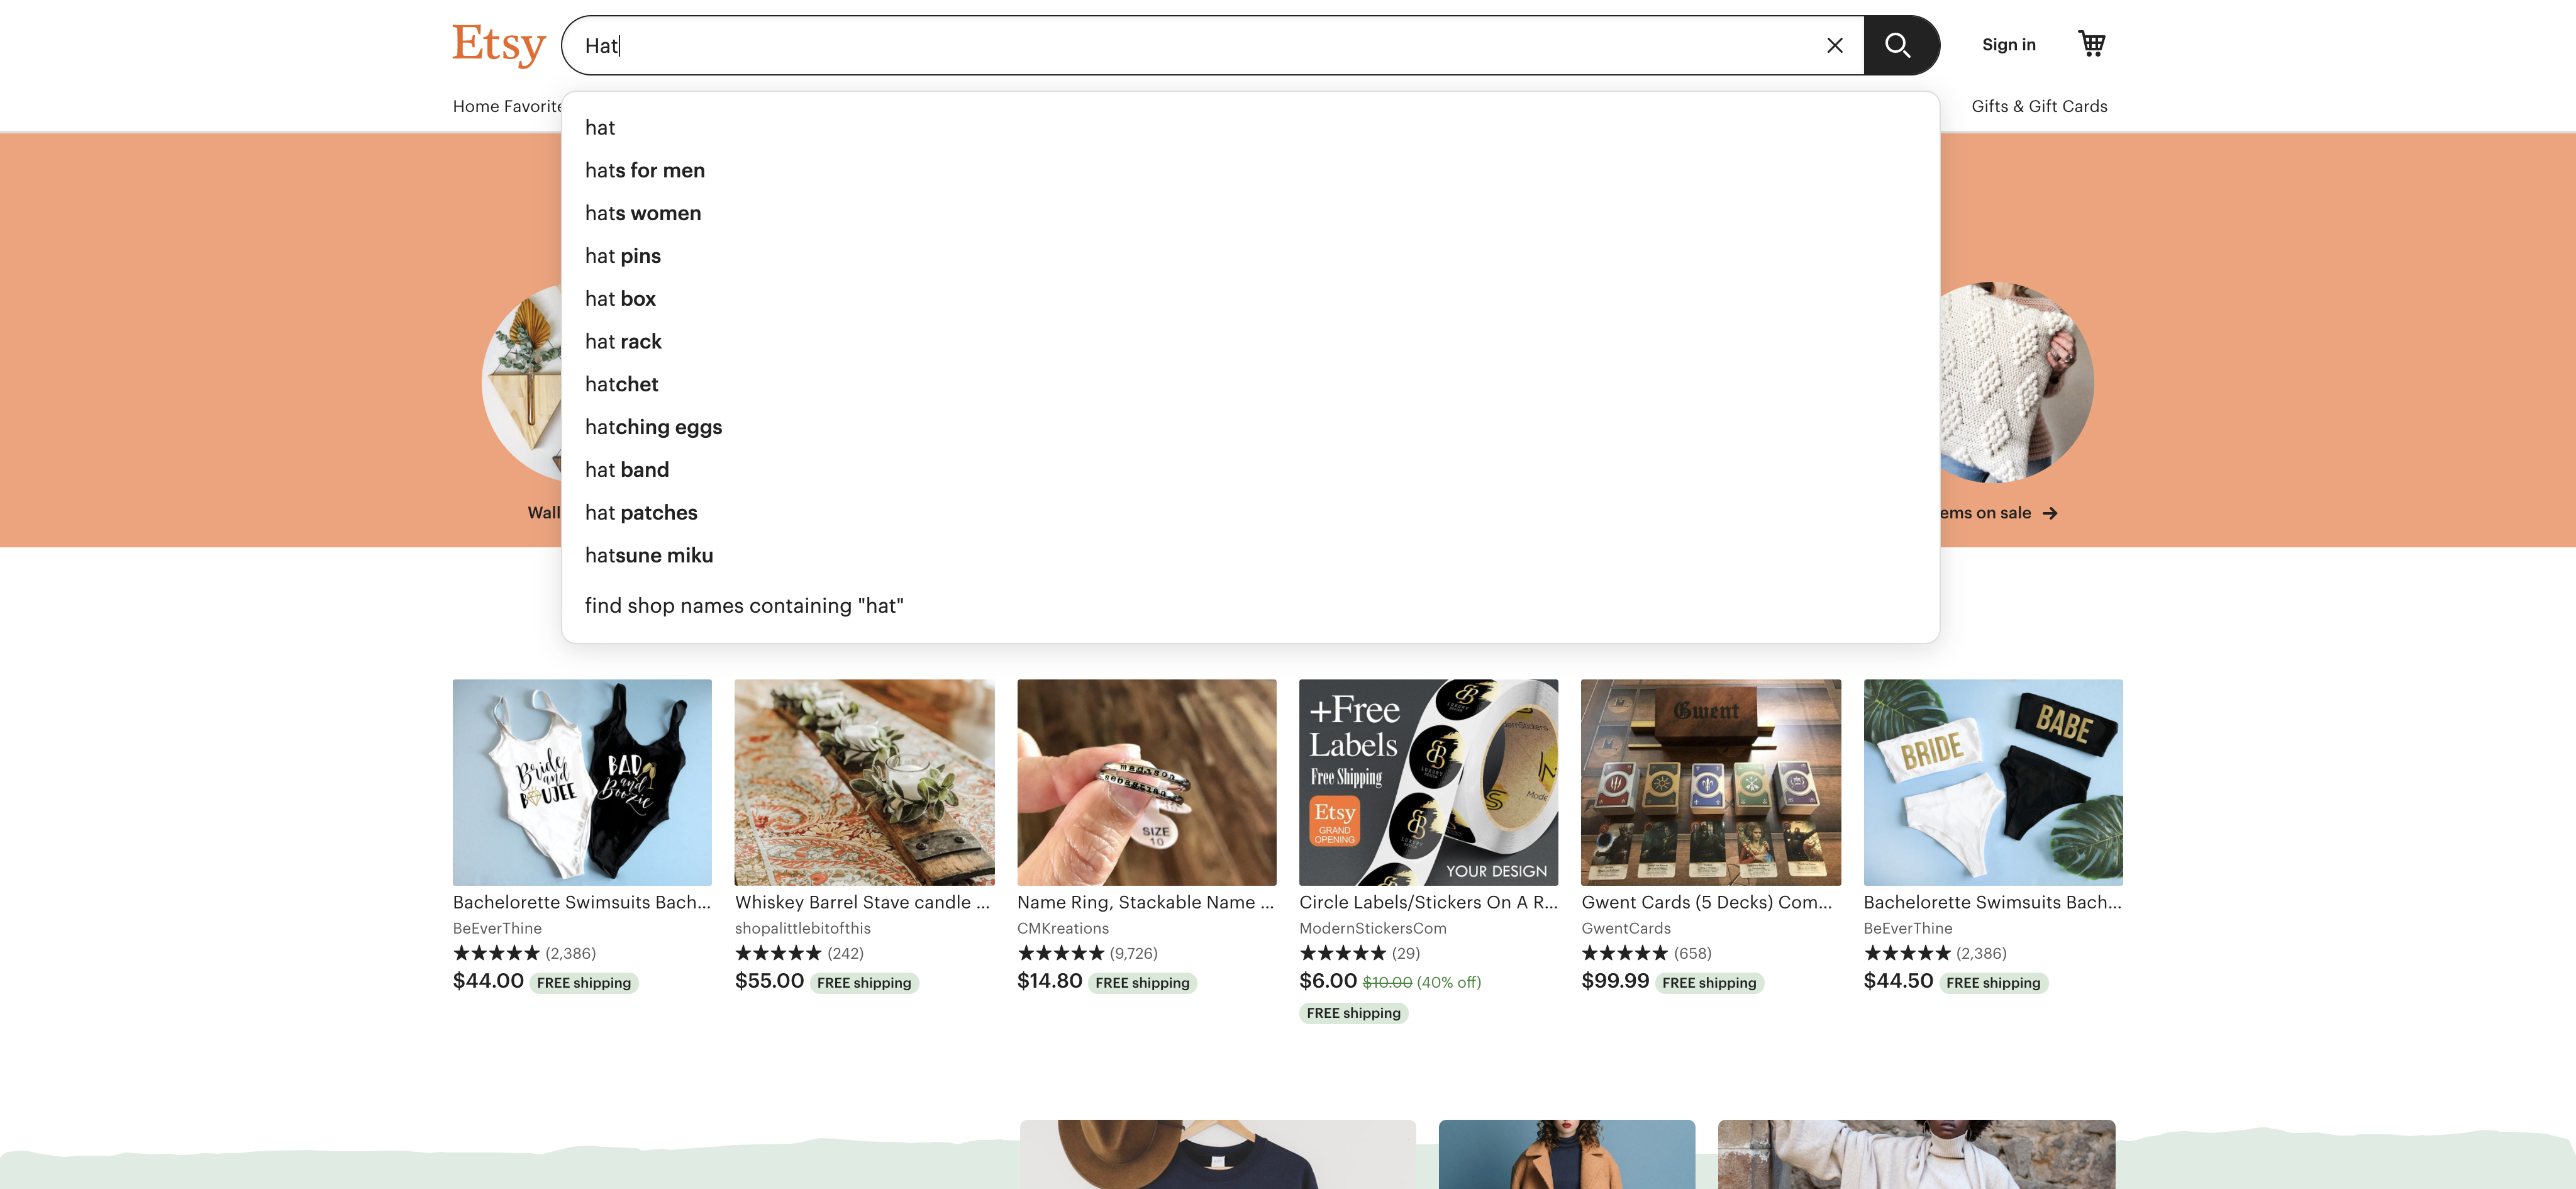 Etsy
Hat
Sign in
Home Favorite
Gifts & Gift Cards
hat
hats for men
hats women
hat pins
hat box
hat rack
hatchet
hatching eggs
hat band
hat patches
hatsune miku
find shop names containing "hat"
Wall
ems on sale
Bride
and
BOUJEE
BAD
and
Boozie
madison
sebastian
SIZE
10
+Free
Labels
Free Shipping
Etsy
GRAND
OPENING
LUXURY
YOUR DESIGN
Gwent
BRIDE
BABE
Bachelorette Swimsuits Bach...
BeEverThine
(2,386)
$44.00 FREE shipping
Whiskey Barrel Stave candle ...
shopalittlebitofthis
(242)
$55.00 FREE shipping
Name Ring, Stackable Name ...
CMKreations
(9,726)
$14.80 FREE shipping
Circle Labels/Stickers On A R...
ModernStickersCom
(29)
$6.00 $10.00 (40% off)
FREE shipping
Gwent Cards (5 Decks) Com...
GwentCards
(658)
$99.99 FREE shipping
Bachelorette Swimsuits Bach...
BeEverThine
(2,386)
$44.50 FREE shipping